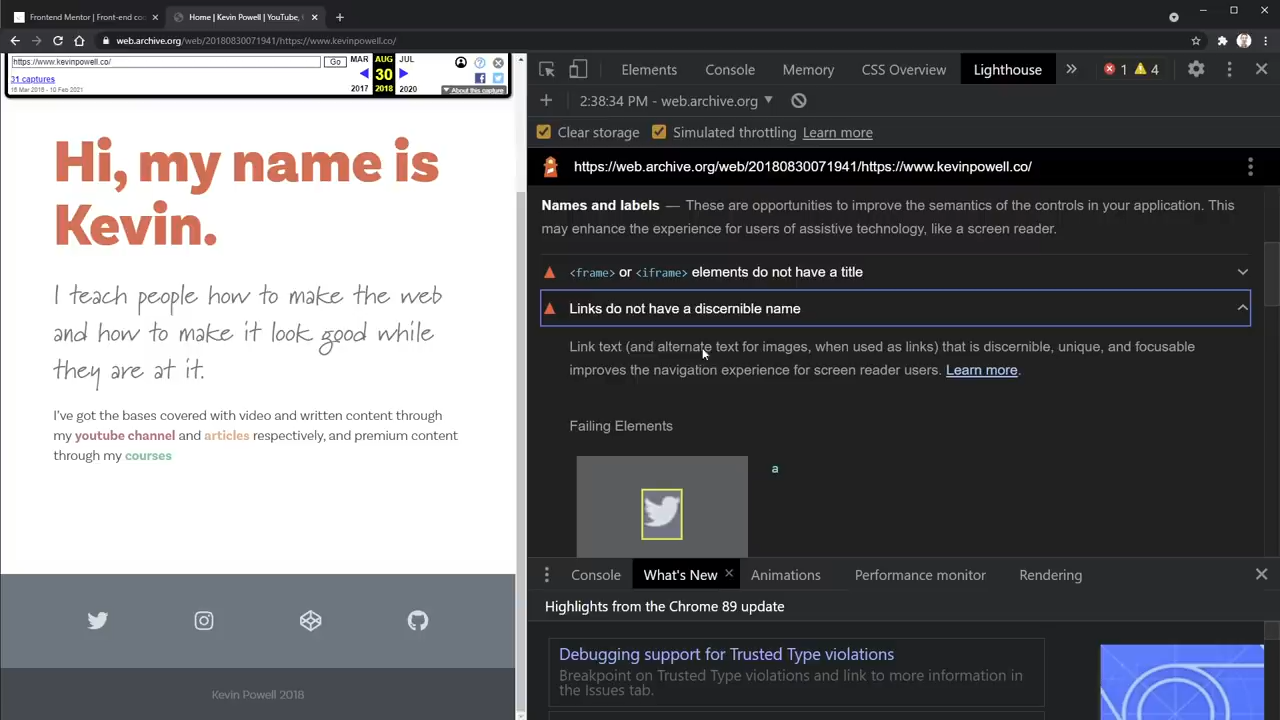 Frontend Mentor | Front-end co
Home | Kevin Powell | YouTube,
web.archive.org/web/20180830071941/https://www.kevinpowell.co/
https://www.kevinpowell.co/
Go
MAR
AUG
JUL
31 captures
30
16 Mar 2016 - 10 Feb 2021
2017
2018
2020
About this capture
Hi, my name is
Kevin.
I teach people how to make the web
and how to make it look good while
they are at it.
I've got the bases covered with video and written content through
my youtube channel and articles respectively, and premium content
through my courses
Kevin Powell 2018
Elements
Console
Memory
CSS Overview
Lighthouse
1
4
2:38:34 PM - web.archive.org
Clear storage
Simulated throttling
Learn more
https://web.archive.org/web/20180830071941/https://www.kevinpowell.co/
Names and labels — These are opportunities to improve the semantics of the controls in your application. This
may enhance the experience for users of assistive technology, like a screen reader.
<frame> or <iframe> elements do not have a title
Links do not have a discernible name
Link text (and alternate text for images, when used as links) that is discernible, unique, and focusable
improves the navigation experience for screen reader users. Learn more.
Failing Elements
a
Console
What's New
Animations
Performance monitor
Rendering
Highlights from the Chrome 89 update
Debugging support for Trusted Type violations
Breakpoint on Trusted Type violations and link to more information in
the Issues tab.